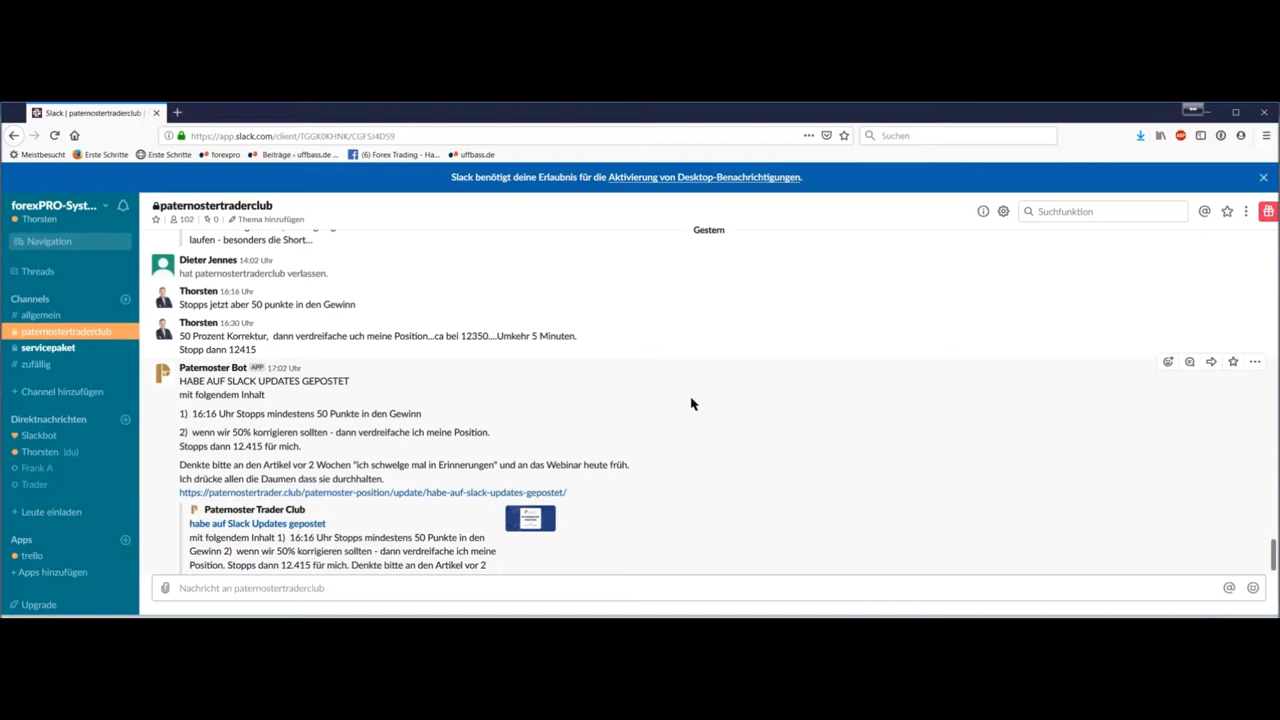 Slack | paternostertraderclub |
https://app.slack.com/client/TGGK0KHNK/CGFSJ4DS9
Suchen
Meistbesucht
Erste Schritte
Erste Schritte
forexpro
Beiträge ‹ uffbass.de ...
(6) Forex Trading - Ha...
uffbass.de
Slack benötigt deine Erlaubnis für die Aktivierung von Desktop-Benachrichtigungen.
forexPRO-Syst...
Thorsten
Navigation
Threads
Channels
# allgemein
paternostertraderclub
servicepaket
# zufällig
+ Channel hinzufügen
Direktnachrichten
Slackbot
Thorsten (du)
Frank A
Trader
+ Leute einladen
Apps
trello
+ Apps hinzufügen
Upgrade
paternostertraderclub
102
0
Thema hinzufügen
Suchfunktion
Gestern
laufen - besonders die Short...
Dieter Jennes 14:02 Uhr
hat paternostertraderclub verlassen.
Thorsten 16:16 Uhr
Stopps jetzt aber 50 punkte in den Gewinn
Thorsten 16:30 Uhr
50 Prozent Korrektur, dann verdreifache uch meine Position...ca bei 12350....Umkehr 5 Minuten.
Stopp dann 12415
Paternoster Bot APP 17:02 Uhr
HABE AUF SLACK UPDATES GEPOSTET
mit folgendem Inhalt
1) 16:16 Uhr Stopps mindestens 50 Punkte in den Gewinn
2) wenn wir 50% korrigieren sollten - dann verdreifache ich meine Position.
Stopps dann 12.415 für mich.
Denkte bitte an den Artikel vor 2 Wochen "ich schwelge mal in Erinnerungen" und an das Webinar heute früh.
Ich drücke allen die Daumen dass sie durchhalten.
https://paternostertrader.club/paternoster-position/update/habe-auf-slack-updates-gepostet/
Paternoster Trader Club
habe auf Slack Updates gepostet
mit folgendem Inhalt 1) 16:16 Uhr Stopps mindestens 50 Punkte in den
Gewinn 2) wenn wir 50% korrigieren sollten - dann verdreifache ich meine
Position. Stopps dann 12.415 für mich. Denkte bitte an den Artikel vor 2
Nachricht an paternostertraderclub